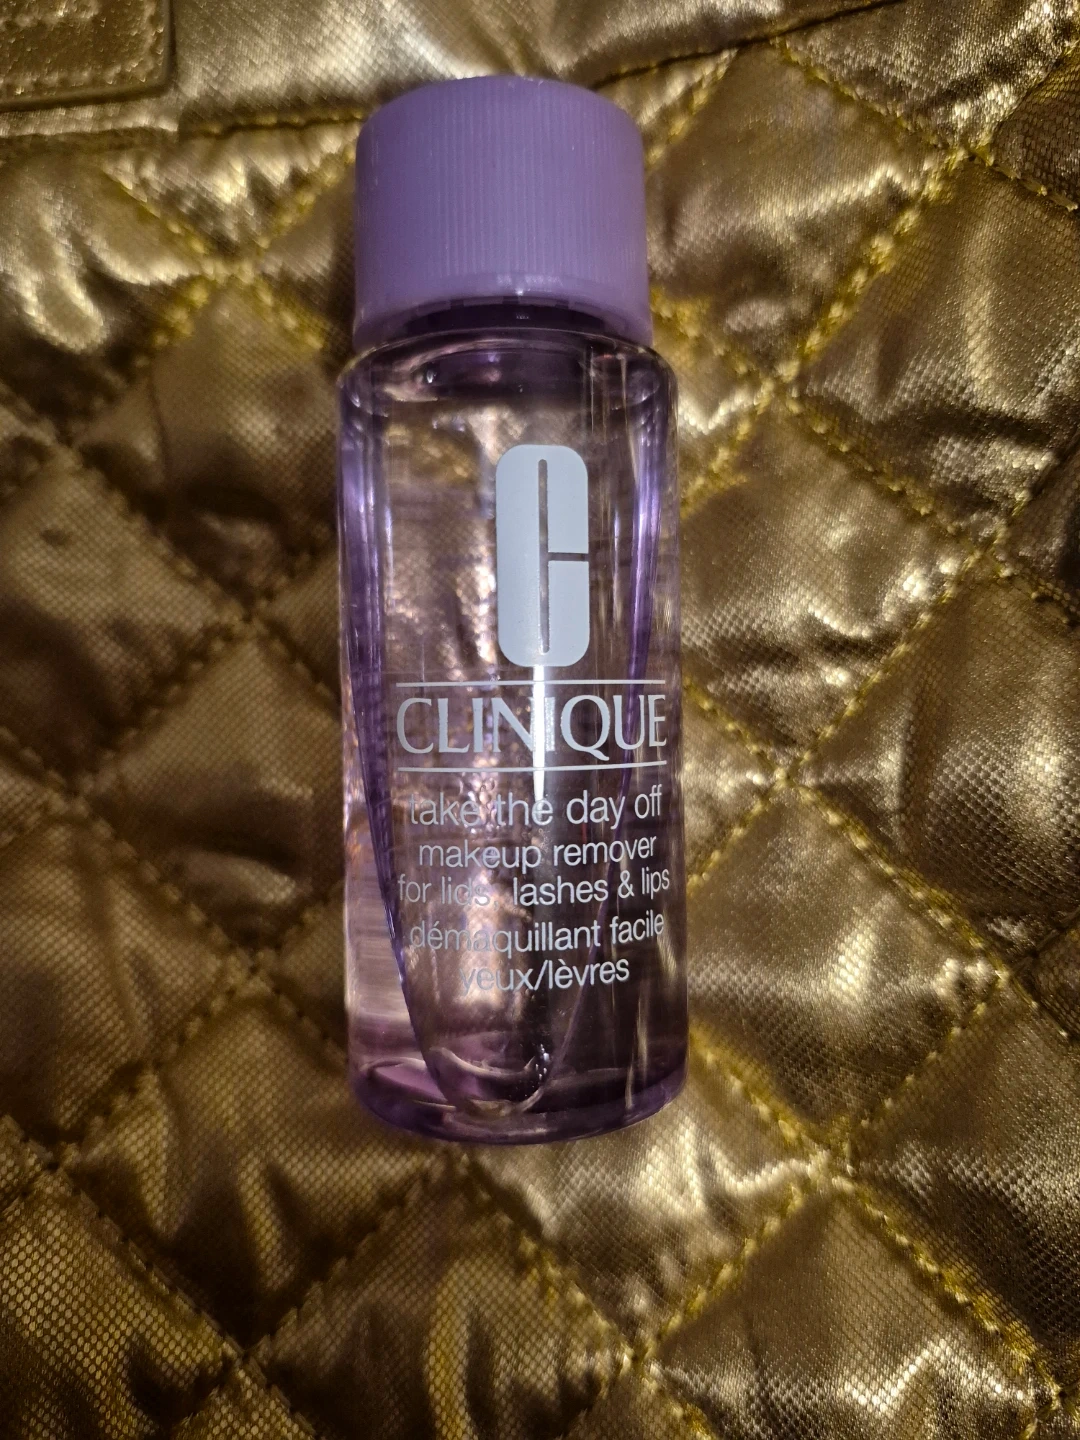 C
CLINIQUE
take the day off
makeup remover
for lids, lashes & lips
démaquillant facile
yeux/lèvres